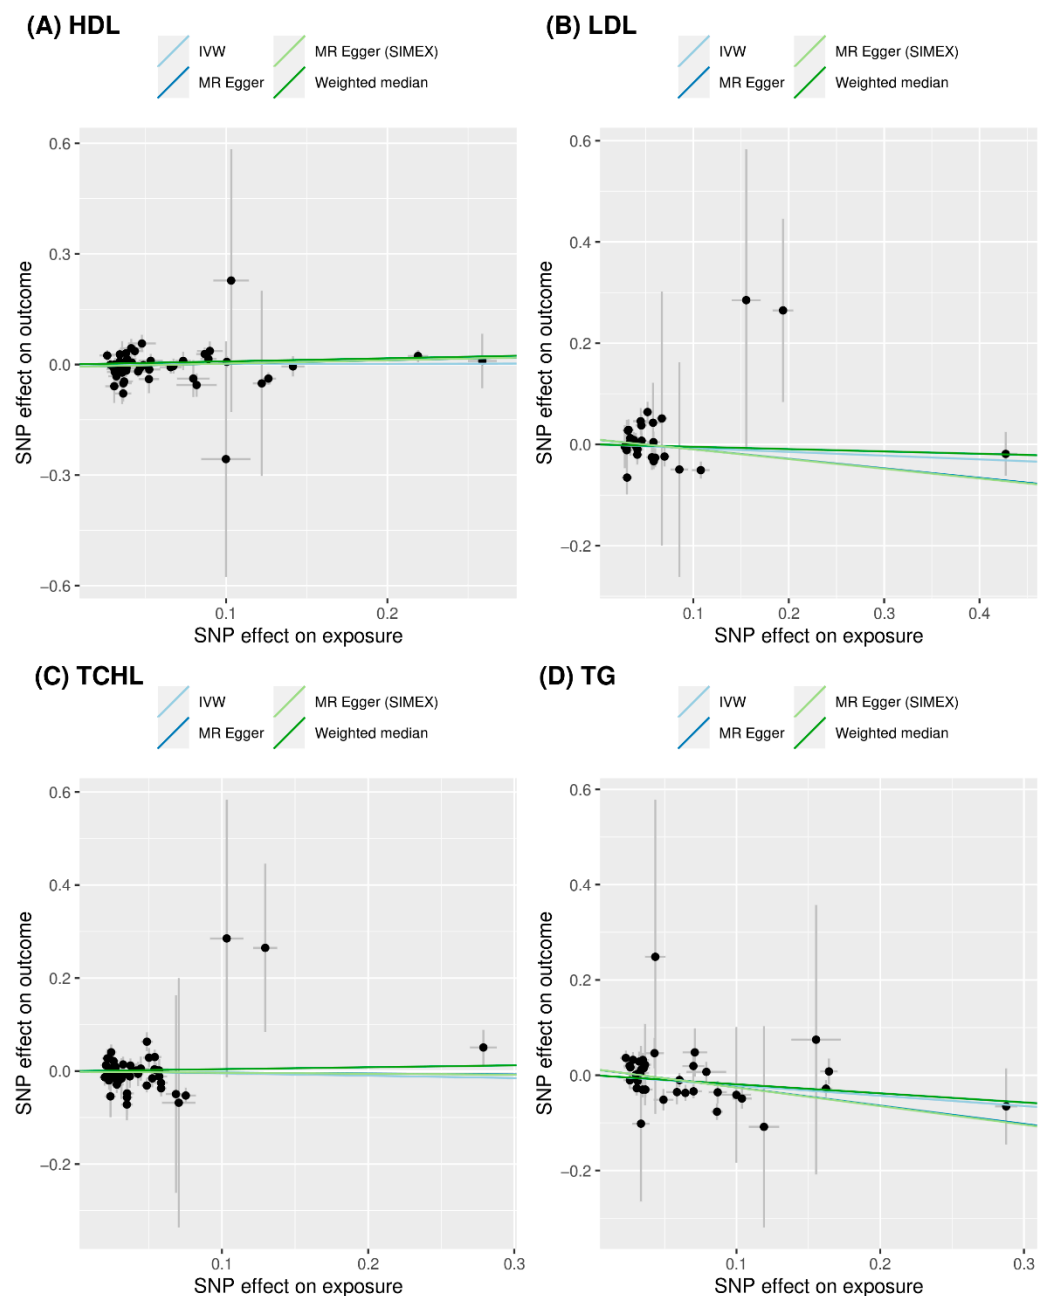 (A) HDL
IVW
MR Egger (SIMEX)
MR Egger
Weighted median
0.6
0.3
0.0
−0.3
−0.6
SNP effect on outcome
0.1
0.2
SNP effect on exposure
(B) LDL
IVW
MR Egger (SIMEX)
MR Egger
Weighted median
0.6
0.4
0.2
0.0
−0.2
SNP effect on outcome
0.1
0.2
0.3
0.4
SNP effect on exposure
(C) TCHL
IVW
MR Egger (SIMEX)
MR Egger
Weighted median
0.6
0.4
0.2
0.0
−0.2
SNP effect on outcome
0.1
0.2
0.3
SNP effect on exposure
(D) TG
IVW
MR Egger (SIMEX)
MR Egger
Weighted median
0.6
0.4
0.2
0.0
−0.2
SNP effect on outcome
0.1
0.2
0.3
SNP effect on exposure